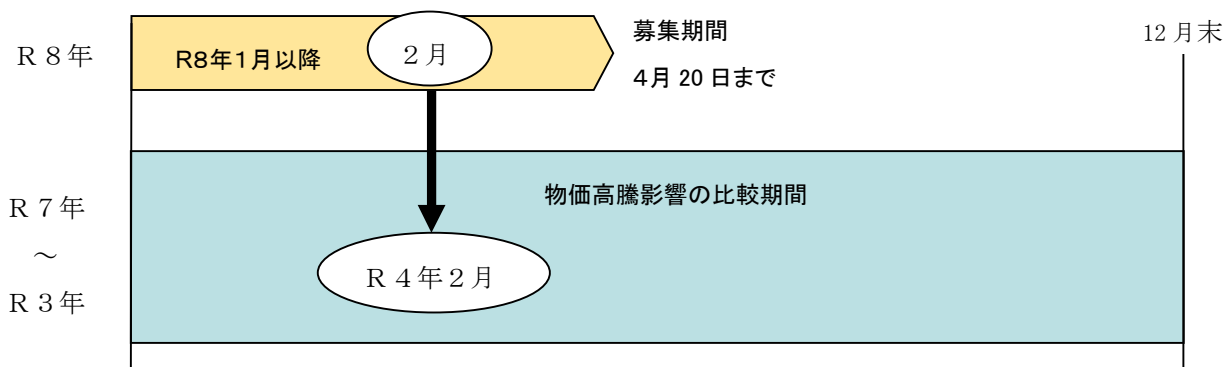 Ｒ８年
R8年１月以降
２月
募集期間
４月 20 日まで
12 月末
Ｒ７年
～
Ｒ３年
物価高騰影響の比較期間
Ｒ４年２月